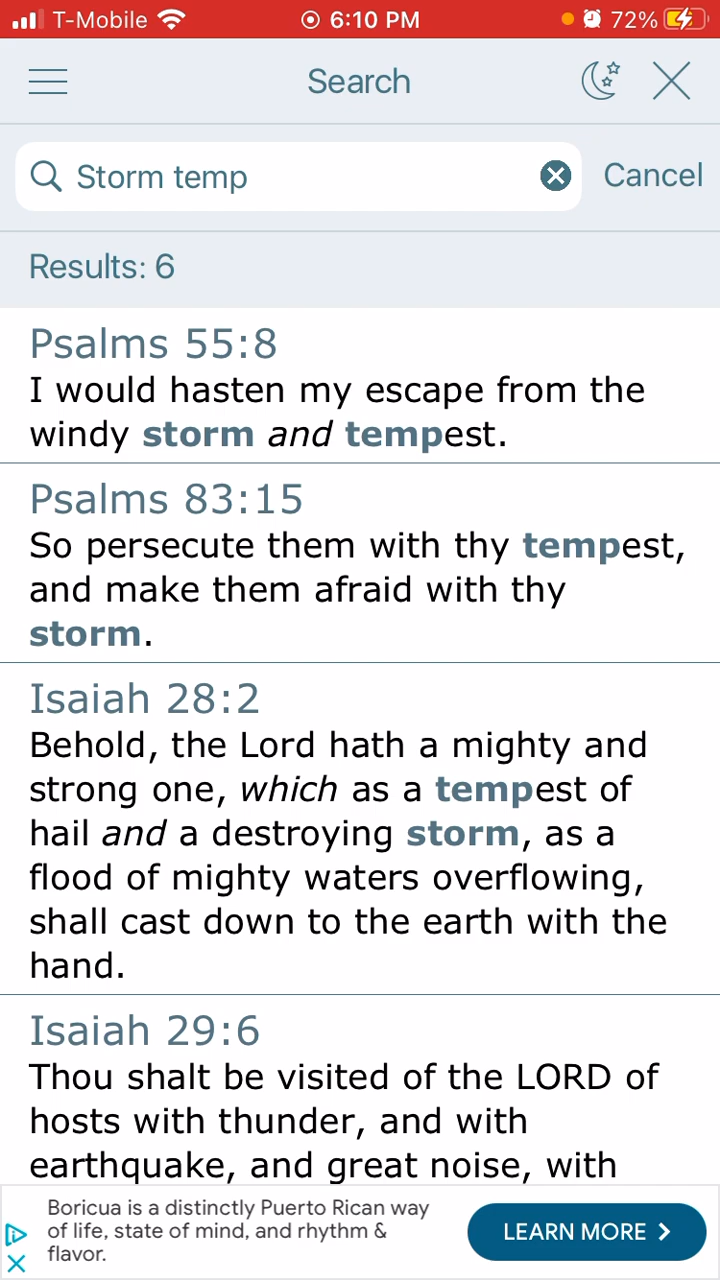 T-Mobile 6:10 PM 72%
Search
Storm temp Cancel
Results: 6
Psalms 55:8
I would hasten my escape from the
windy storm and tempest.
Psalms 83:15
So persecute them with thy tempest,
and make them afraid with thy
storm.
Isaiah 28:2
Behold, the Lord hath a mighty and
strong one, which as a tempest of
hail and a destroying storm, as a
flood of mighty waters overflowing,
shall cast down to the earth with the
hand.
Isaiah 29:6
Thou shalt be visited of the LORD of
hosts with thunder, and with
earthquake, and great noise, with
Boricua is a distinctly Puerto Rican way
of life, state of mind, and rhythm &
flavor.
LEARN MORE